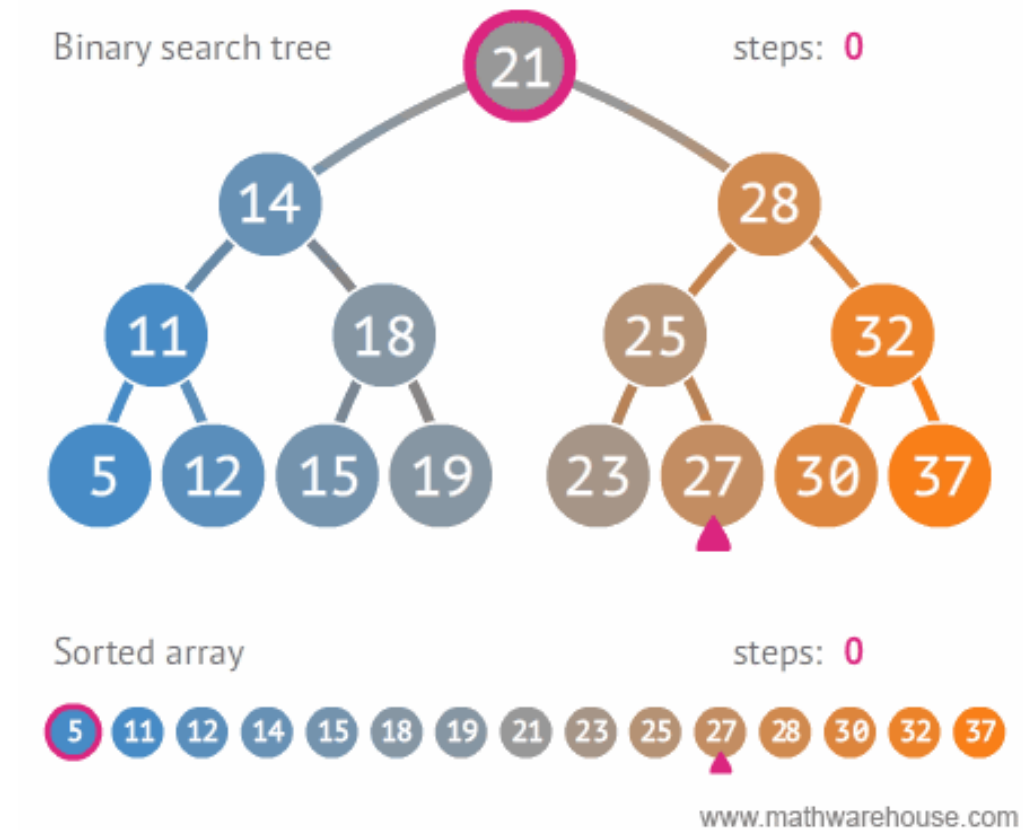 Binary search tree steps: 0
21
14 28
11 18 25 32
5 12 15 19 23 27 30 37
Sorted array steps: 0
5 11 12 14 15 18 19 21 23 25 27 28 30 32 37
www.mathwarehouse.com